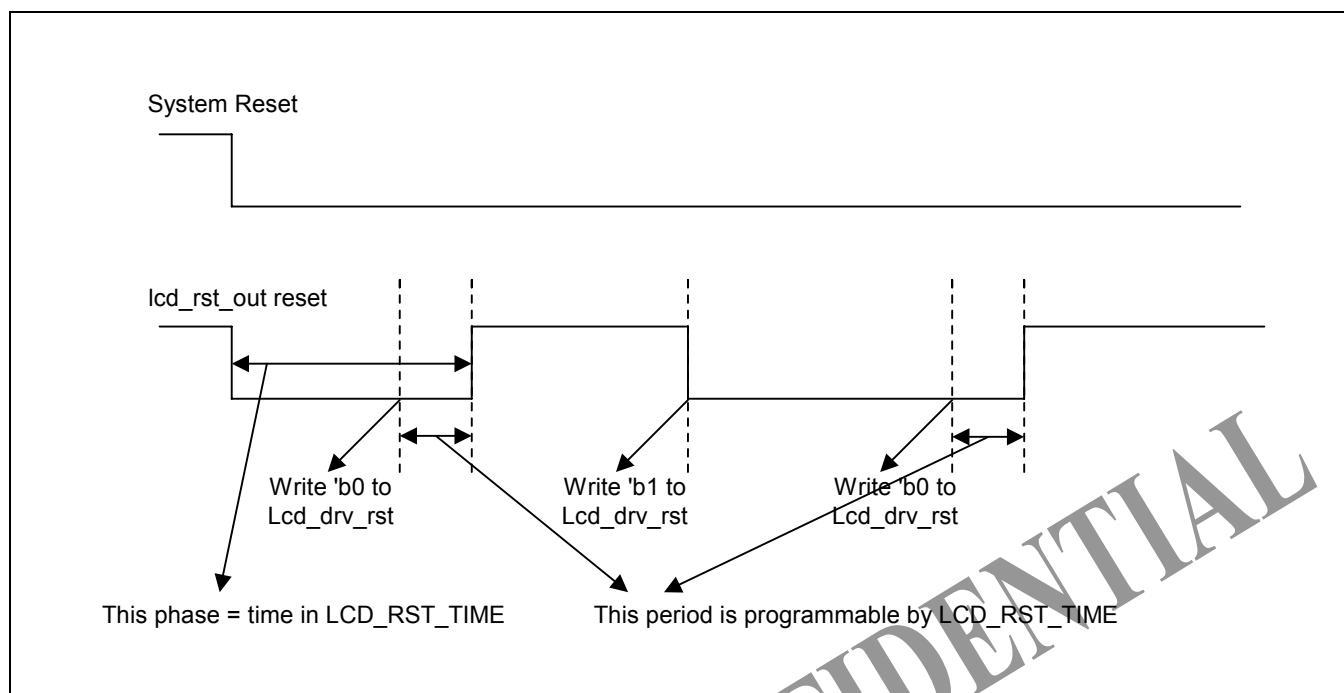 System Reset
lcd_rst_out reset
Write 'b0 to
Lcd_drv_rst
Write 'b1 to
Lcd_drv_rst
Write 'b0 to
Lcd_drv_rst
This phase = time in LCD_RST_TIME
This period is programmable by LCD_RST_TIME
FIDENTIAL